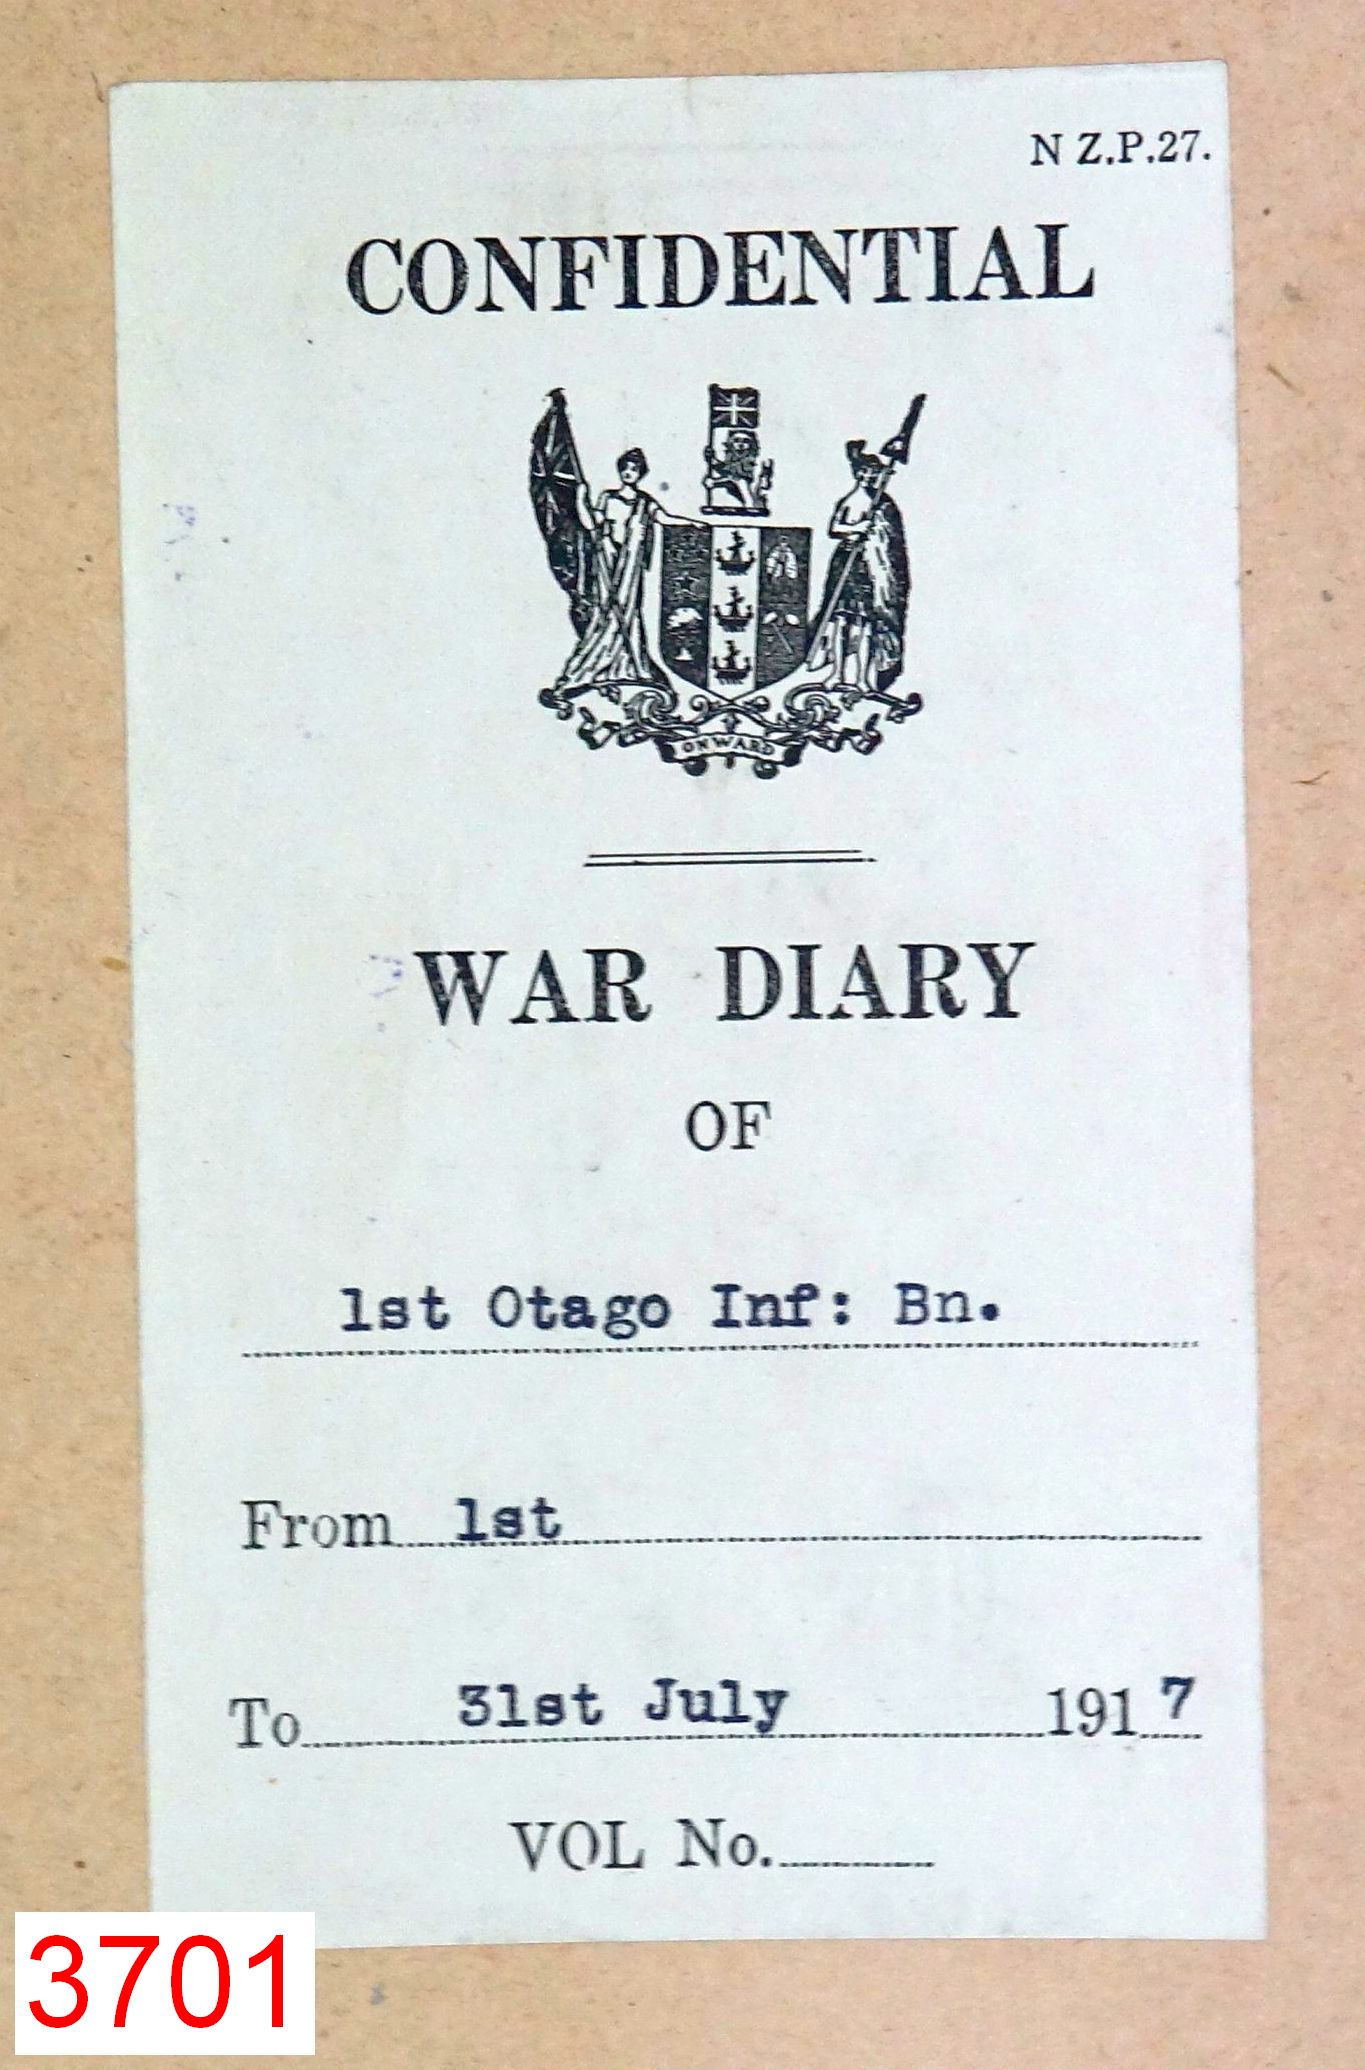 N Z.P.27.
CONFIDENTIAL
ONWARD
WAR DIARY
OF
1st Otago Inf: Bn.
From 1st
To 31st July 1917
VOL No.
3701